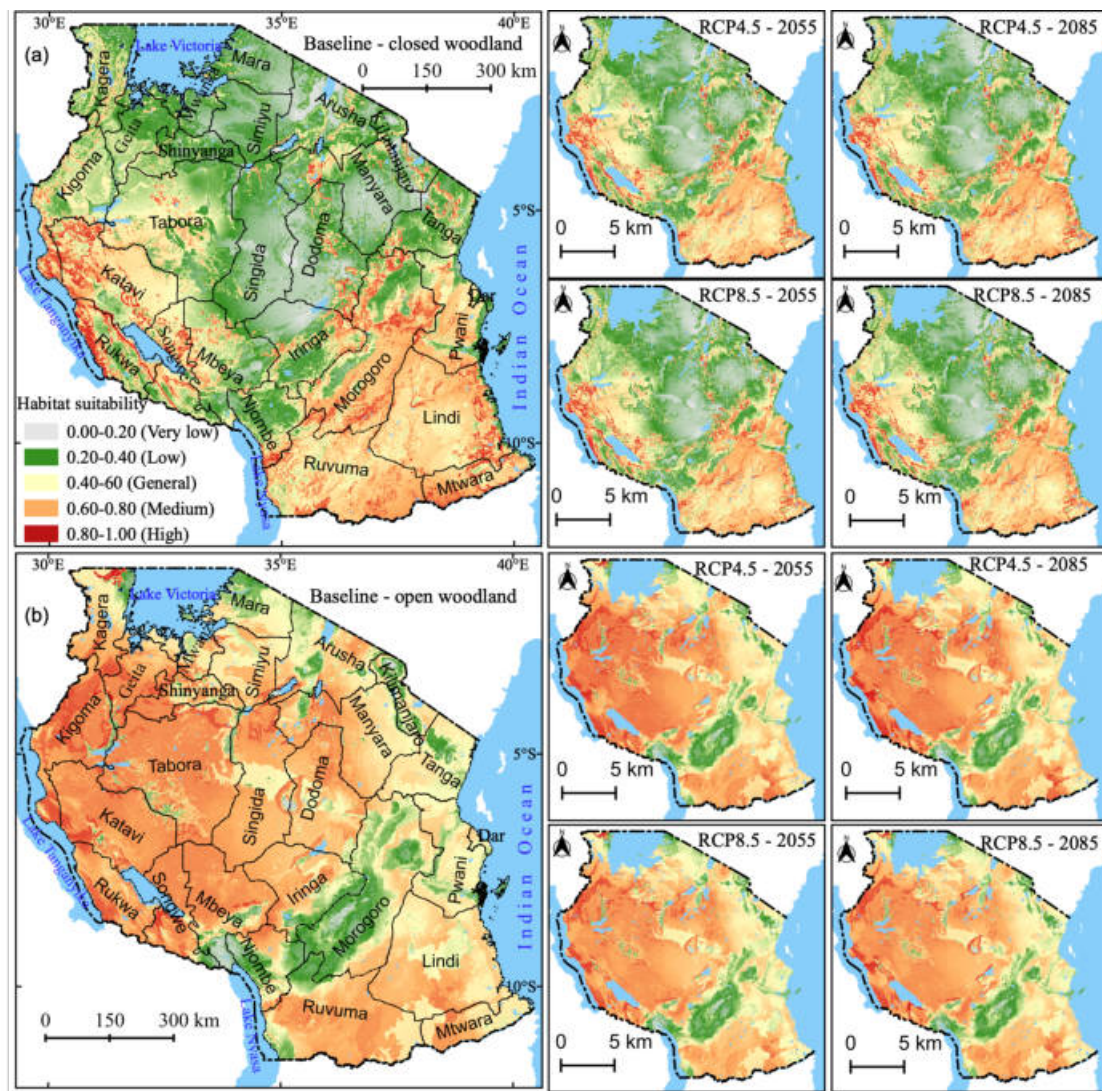 30°E 35°E 40°E
(a)
Lake Victoria
Baseline - closed woodland
0 150 300 km
Kagera
Mara
Mwanza
Geita
Simiyu
Arusha
Kilimanjaro
Shinyanga
Kigoma
Manyara
Tabora
5°S
Tanga
Singida
Dodoma
Katavi
Lake Tanganyika
Dar
Indian Ocean
Songwe
Rukwa
Mbeya
Iringa
Pwani
Morogoro
Njombe
Lindi
10°S
Ruvuma
Mtwara
Lake Nyasa
Habitat suitability
0.00-0.20 (Very low)
0.20-0.40 (Low)
0.40-60 (General)
0.60-0.80 (Medium)
0.80-1.00 (High)
N
RCP4.5 - 2055
0 5 km
N
RCP4.5 - 2085
0 5 km
N
RCP8.5 - 2055
0 5 km
N
RCP8.5 - 2085
0 5 km
30°E 35°E 40°E
(b)
Lake Victoria
Baseline - open woodland
Kagera
Mara
Mwanza
Geita
Simiyu
Arusha
Kilimanjaro
Shinyanga
Kigoma
Manyara
Tabora
5°S
Tanga
Singida
Dodoma
Katavi
Lake Tanganyika
Dar
Indian Ocean
Songwe
Rukwa
Mbeya
Iringa
Pwani
Morogoro
Njombe
Lindi
10°S
Ruvuma
Mtwara
Lake Nyasa
0 150 300 km
N
RCP4.5 - 2055
0 5 km
N
RCP4.5 - 2085
0 5 km
N
RCP8.5 - 2055
0 5 km
N
RCP8.5 - 2085
0 5 km